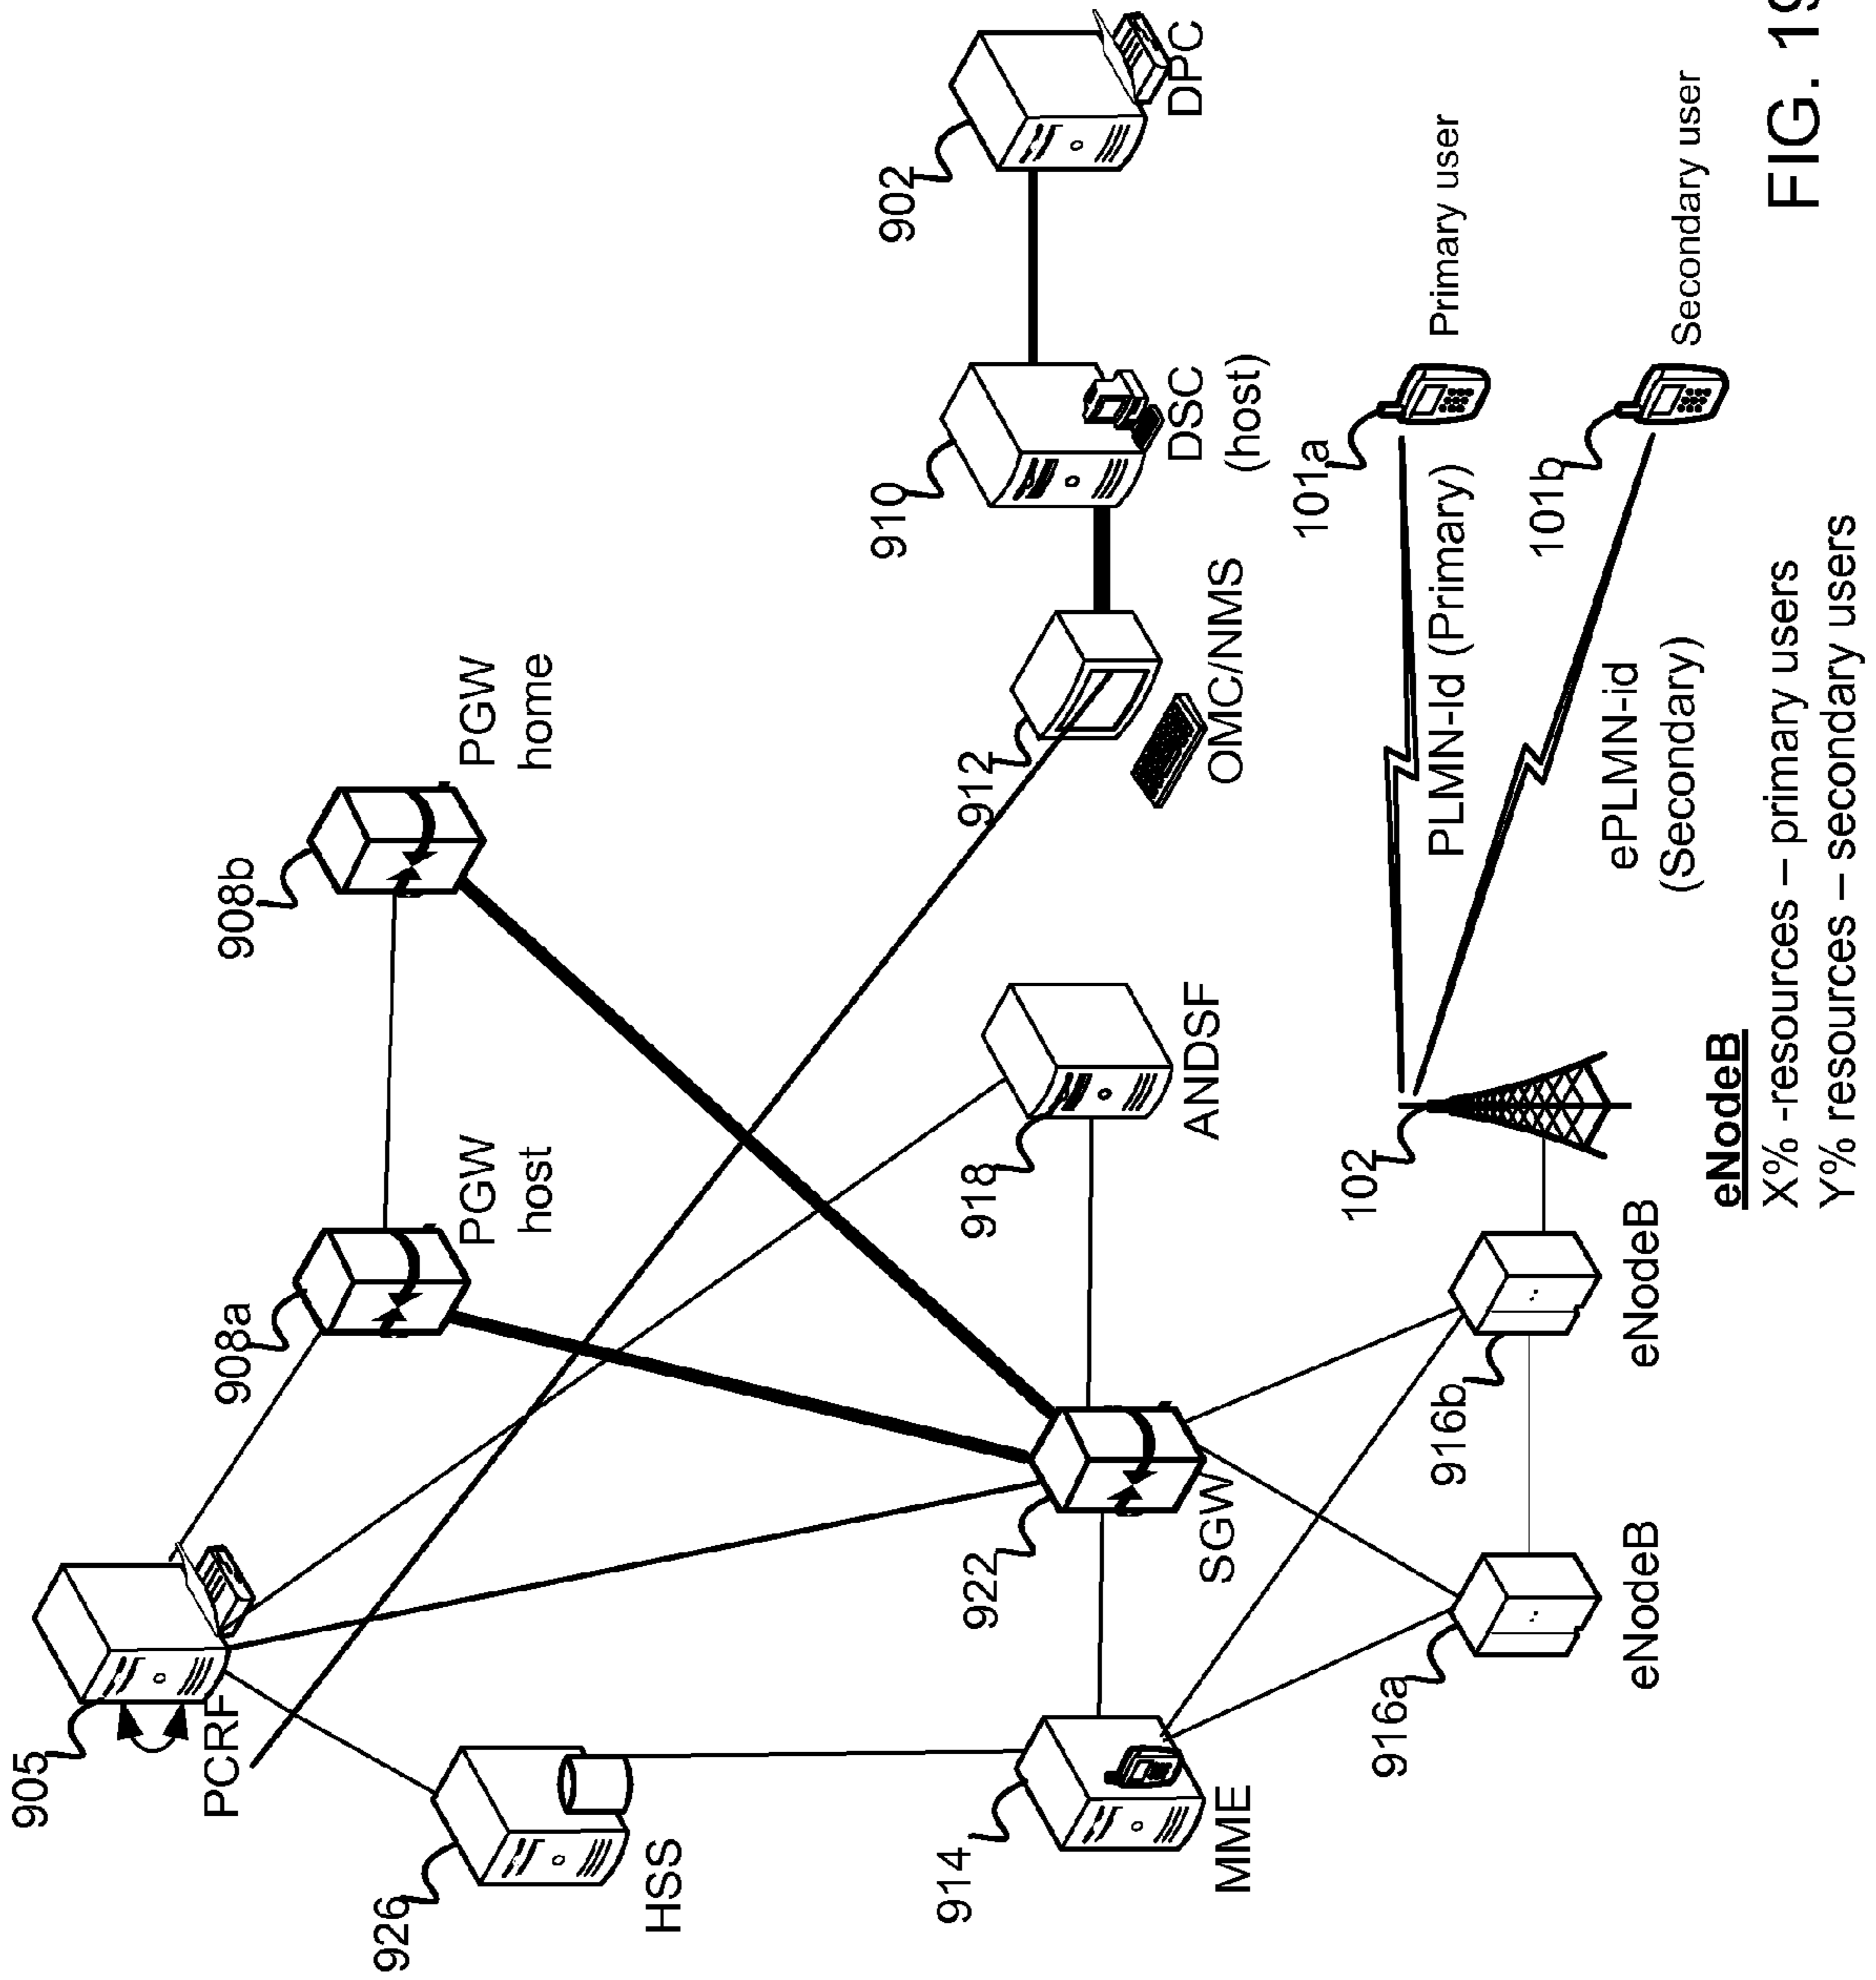 905
PCRF
926
HSS
908a
PGW
host
908b
PGW
home
914
MME
922
SGW
918
ANDSF
912
OMC/NMS
910
DSC
(host)
902
DPC
916a
eNodeB
916b
eNodeB
102
101a
Primary user
PLMN-Id (Primary)
101b
Secondary user
ePLMN-id
(Secondary)
eNodeB
X% -resources – primary users
Y% resources – secondary users
FIG. 19